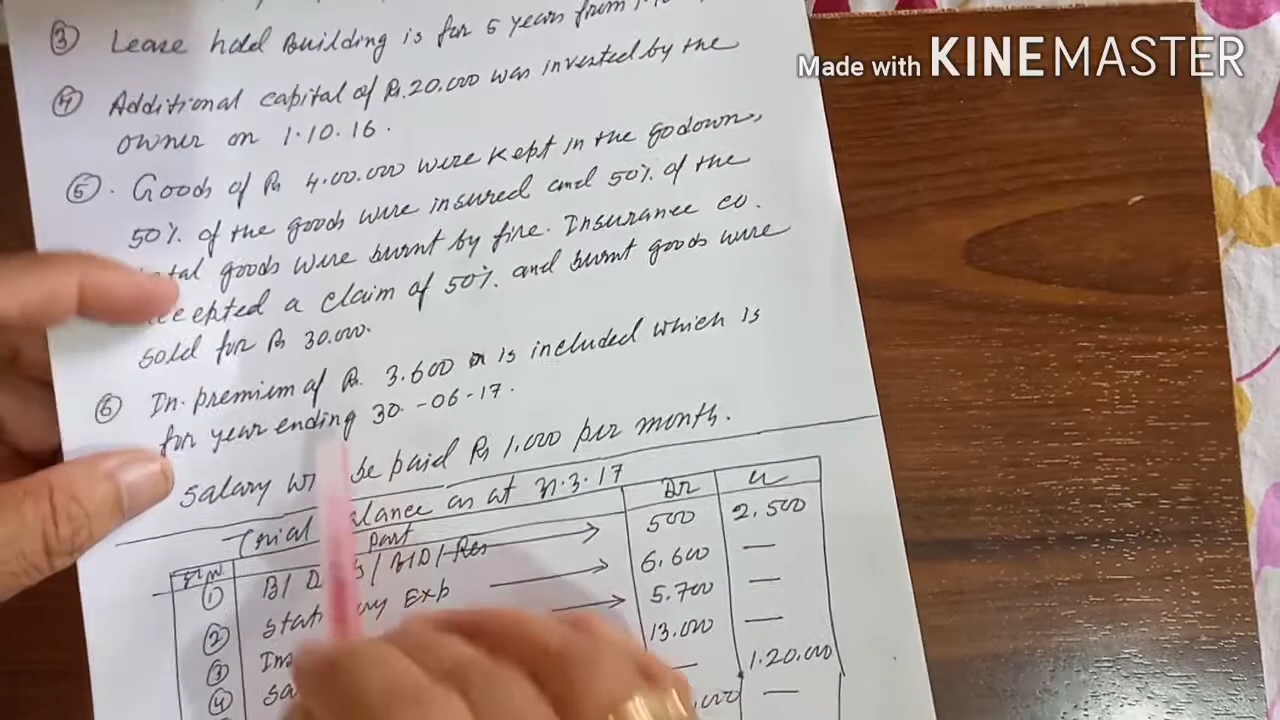 ③ Lease hold Building is for 5 years from
④ Additional capital of Rs.20.000 was invested by the
owner on 1.10.16.
⑤. Goods of Rs 4.00.000 were kept in the godown,
50% of the goods were insured and 50% of the
goods were burnt by fire. Insurance co.
a claim of 50% and burnt goods were
sold for Rs 30.000.
⑥ In. premium of Rs. 3.600 is included which is
for year ending 30-06-17.
Salary be paid Rs 1,000 per month.
as at 31.3.17
part Dr Cr
① B/ 500 2.500
② Exp 6.600 —
③ 5.700 —
④ 13.000 —
— 1.20.000
—
Made with KINEMASTER